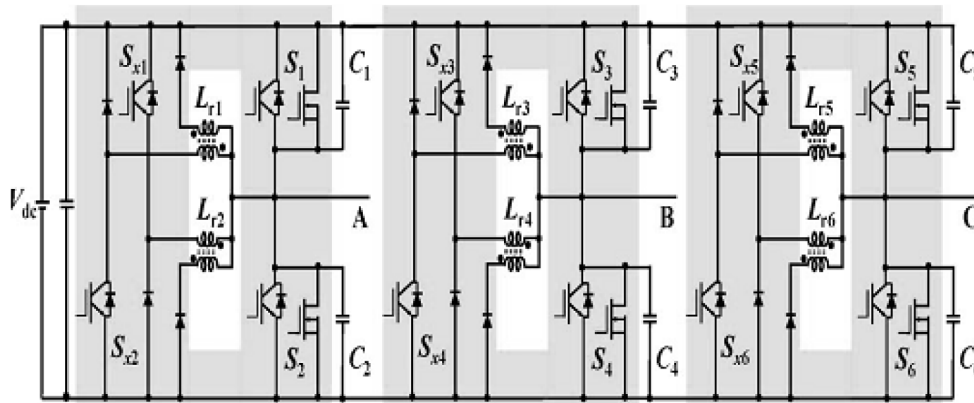 Sx1 S1 C1 Sx3 S3 C3 Sx5 S5 C
Lr1 Lr3 Lr5
Vdc A B C
Lr2 Lr4 Lr6
Sx2 S2 C2 Sx4 S4 C4 Sx6 S6 C